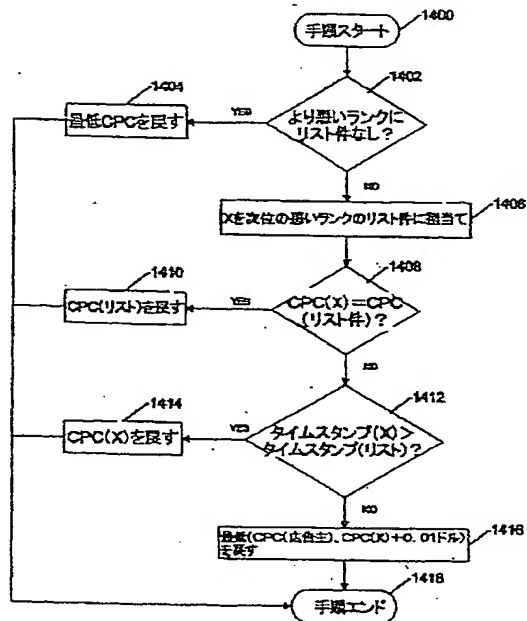 1400
手順スタート
1402
より悪いランクに
リスト件なし?
YES
1404
最低CPCを戻す
NO
1406
Xを次位の悪いランクのリスト件に担当て
1408
CPC(X)=CPC
(リスト件)?
YES
1410
CPC(リスト)を戻す
NO
1412
タイムスタンプ(X)>
タイムスタンプ(リスト)?
YES
1414
CPC(X)を戻す
NO
1416
最低(CPC(広告主)、CPC(X)+0.01ドル)
を戻す
1418
手順エンド